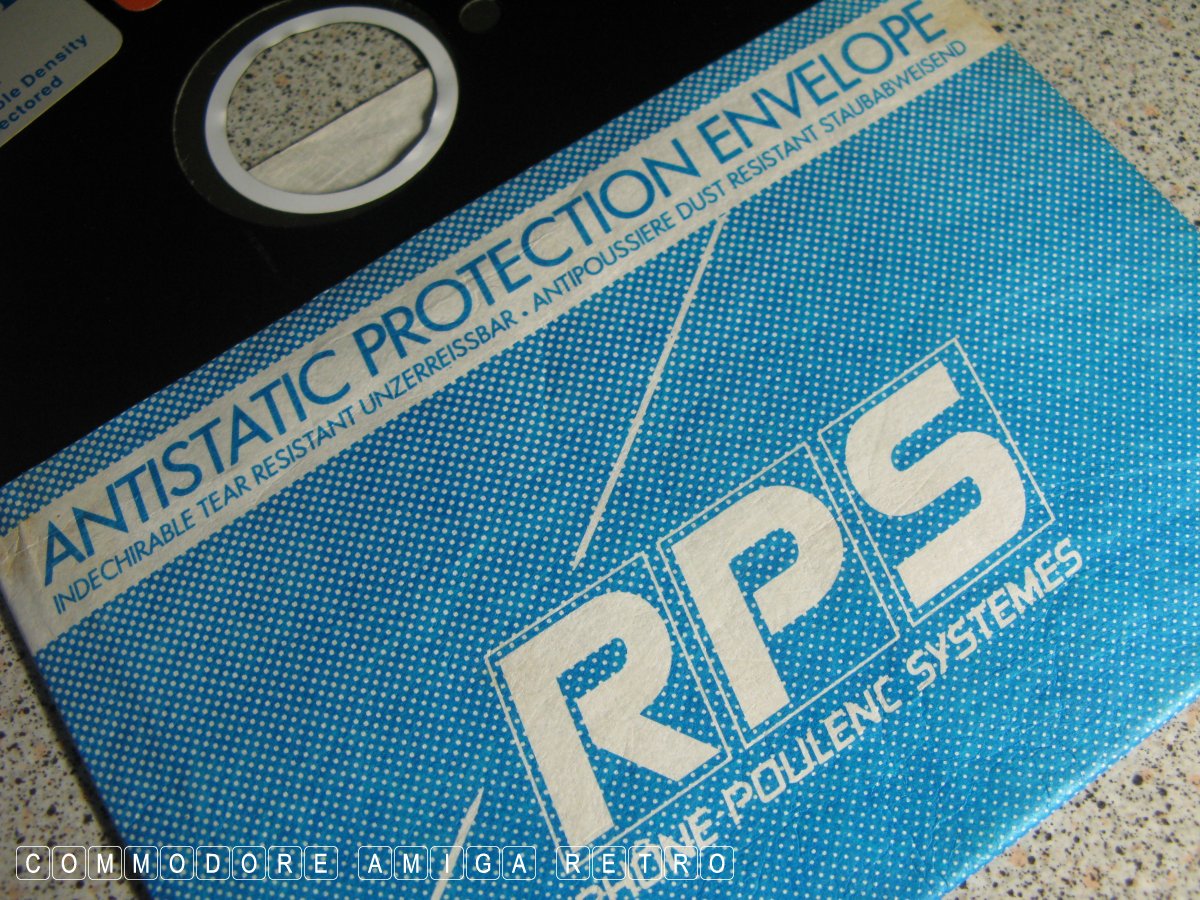 ble Density
ectored
ANTISTATIC PROTECTION ENVELOPE
INDECHIRABLE TEAR RESISTANT UNZERREISSBAR • ANTIPOUSSIERE DUST RESISTANT STAUBABWEISEND
RPS
RHONE-POULENC SYSTEMES
COMMODORE AMIGA RETRO